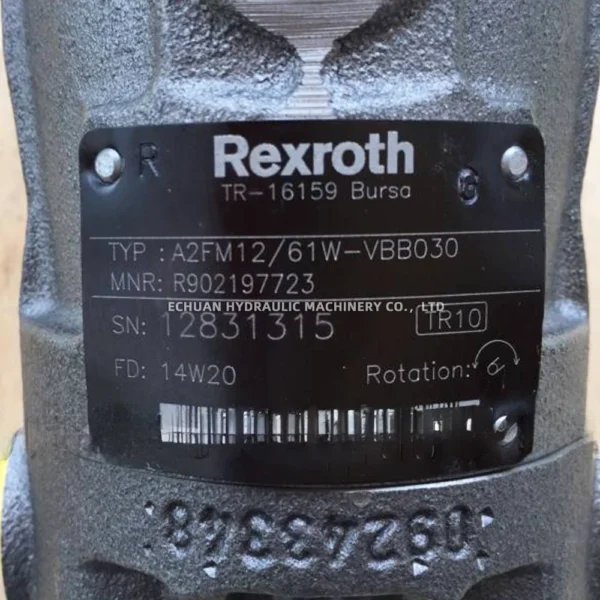 R Rexroth
TR-16159 Bursa G
TYP : A2FM12/61W-VBB030
MNR: R902197723
ECHUAN HYDRAULIC MACHINERY CO., LTD
SN: 12831315 TR10
FD: 14W20 Rotation:
09243348